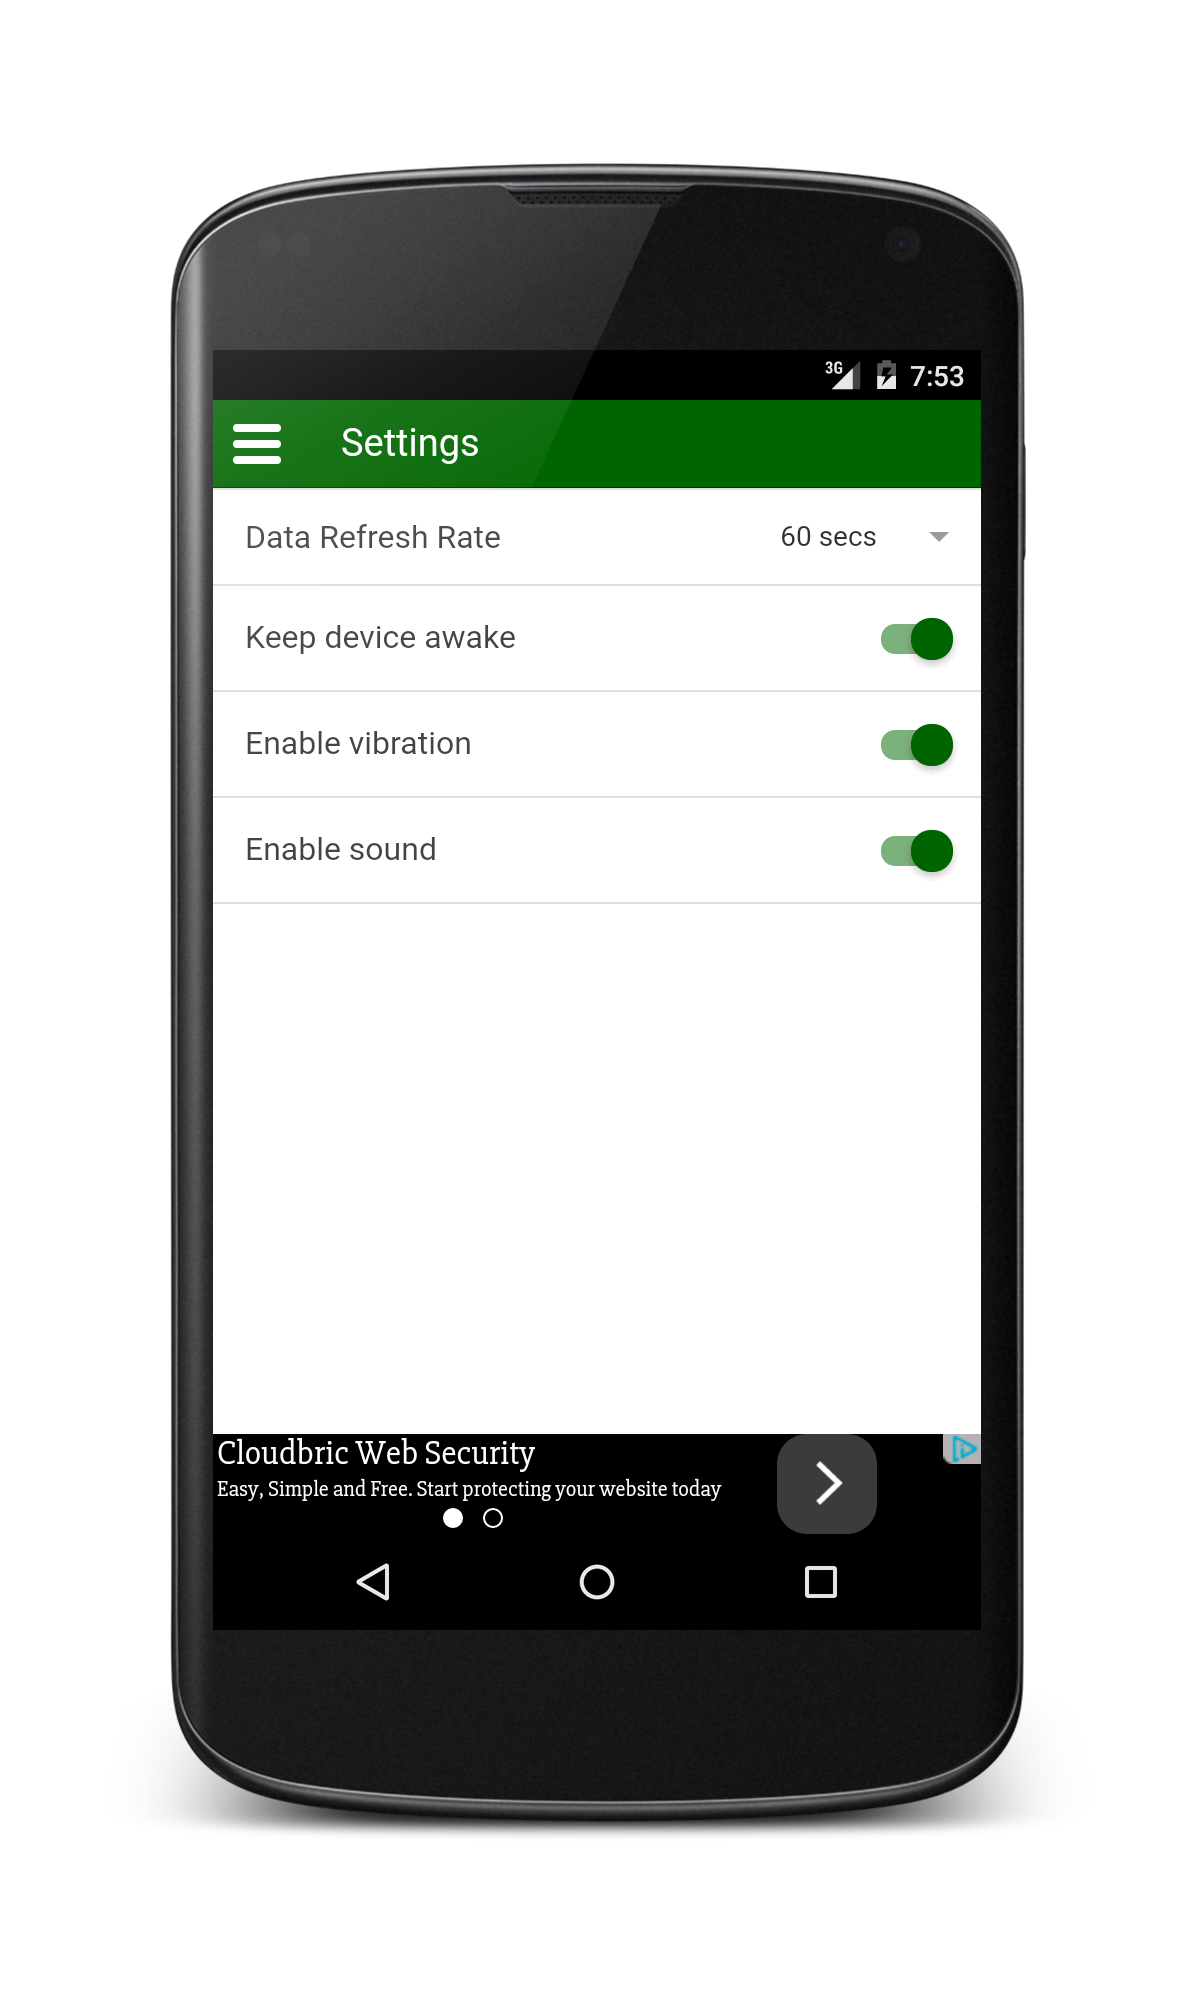 3G 7:53
Settings
Data Refresh Rate 60 secs
Keep device awake
Enable vibration
Enable sound
Cloudbric Web Security
Easy, Simple and Free. Start protecting your website today